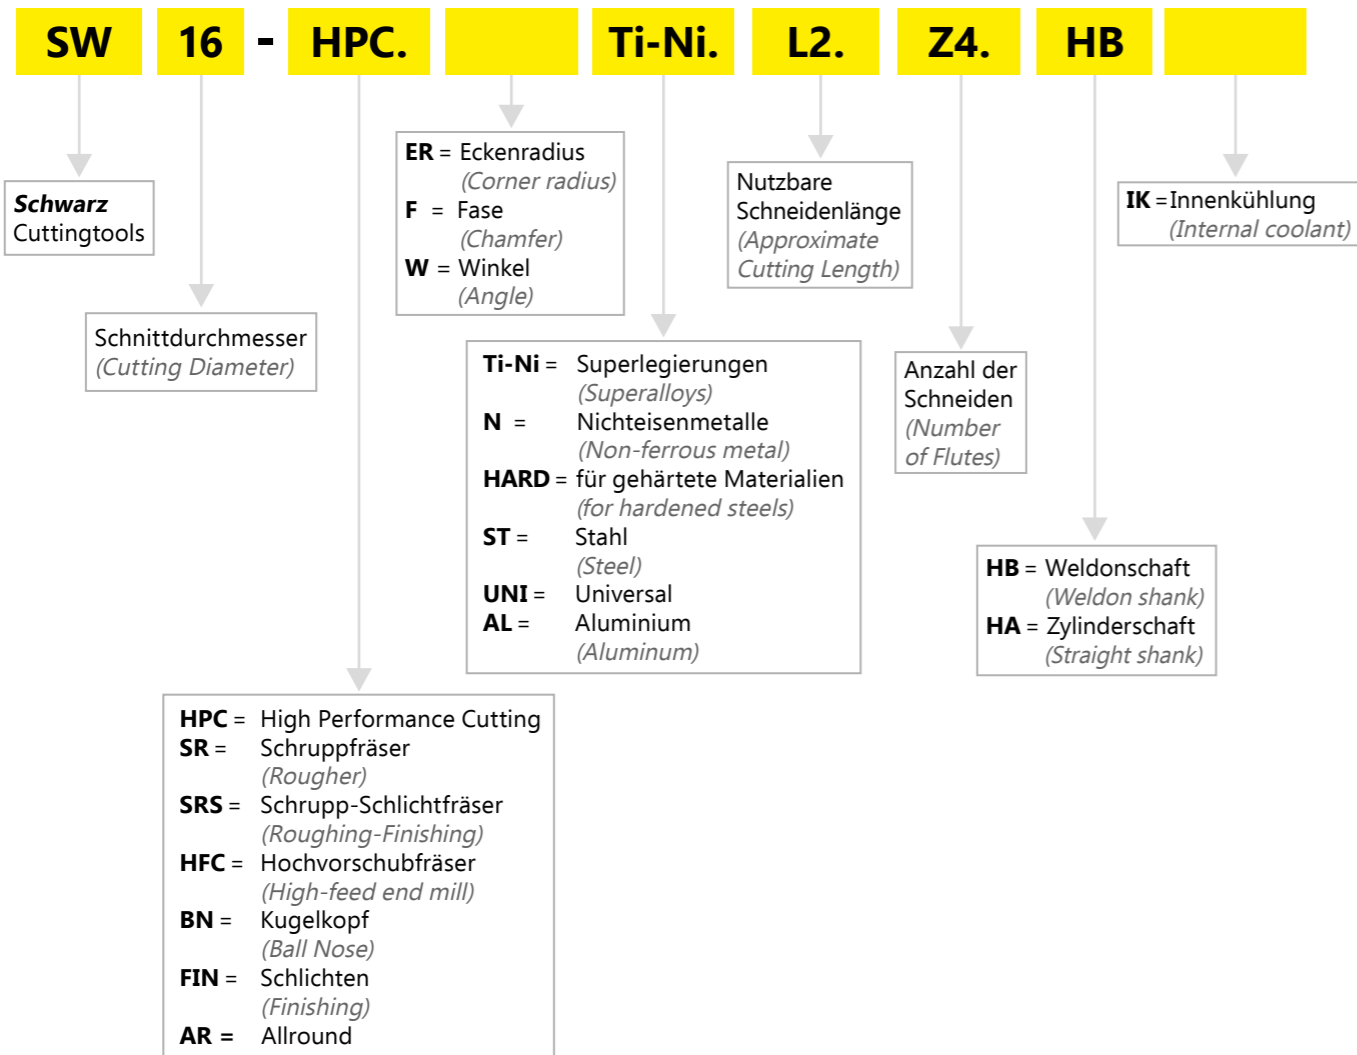 SW 16 - HPC. Ti-Ni. L2. Z4. HB
Schwarz
Cuttingtools
Schnittdurchmesser
(Cutting Diameter)
HPC = High Performance Cutting
SR = Schruppfräser
(Rougher)
SRS = Schrupp-Schlichtfräser
(Roughing-Finishing)
HFC = Hochvorschubfräser
(High-feed end mill)
BN = Kugelkopf
(Ball Nose)
FIN = Schlichten
(Finishing)
AR = Allround
ER = Eckenradius
(Corner radius)
F = Fase
(Chamfer)
W = Winkel
(Angle)
Ti-Ni = Superlegierungen
(Superalloys)
N = Nichteisenmetalle
(Non-ferrous metal)
HARD = für gehärtete Materialien
(for hardened steels)
ST = Stahl
(Steel)
UNI = Universal
AL = Aluminium
(Aluminum)
Nutzbare
Schneidenlänge
(Approximate
Cutting Length)
Anzahl der
Schneiden
(Number
of Flutes)
HB = Weldonschaft
(Weldon shank)
HA = Zylinderschaft
(Straight shank)
IK =Innenkühlung
(Internal coolant)